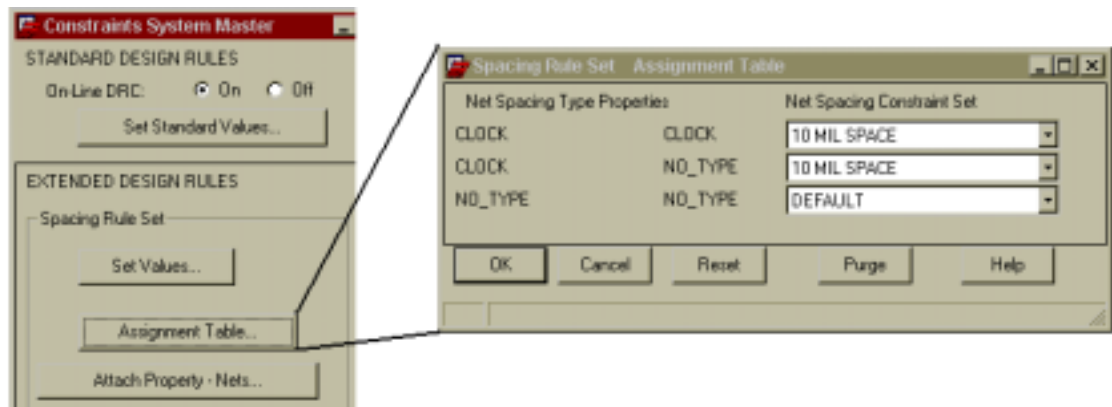 Constraints System Master
STANDARD DESIGN RULES
On-Line DRC: On Off
Set Standard Values...
EXTENDED DESIGN RULES
Spacing Rule Set
Set Values...
Assignment Table...
Attach Property - Nets...
Spacing Rule Set Assignment Table
Net Spacing Type Properties Net Spacing Constraint Set
CLOCK CLOCK 10 MIL SPACE
CLOCK NO_TYPE 10 MIL SPACE
NO_TYPE NO_TYPE DEFAULT
OK Cancel Reset Purge Help